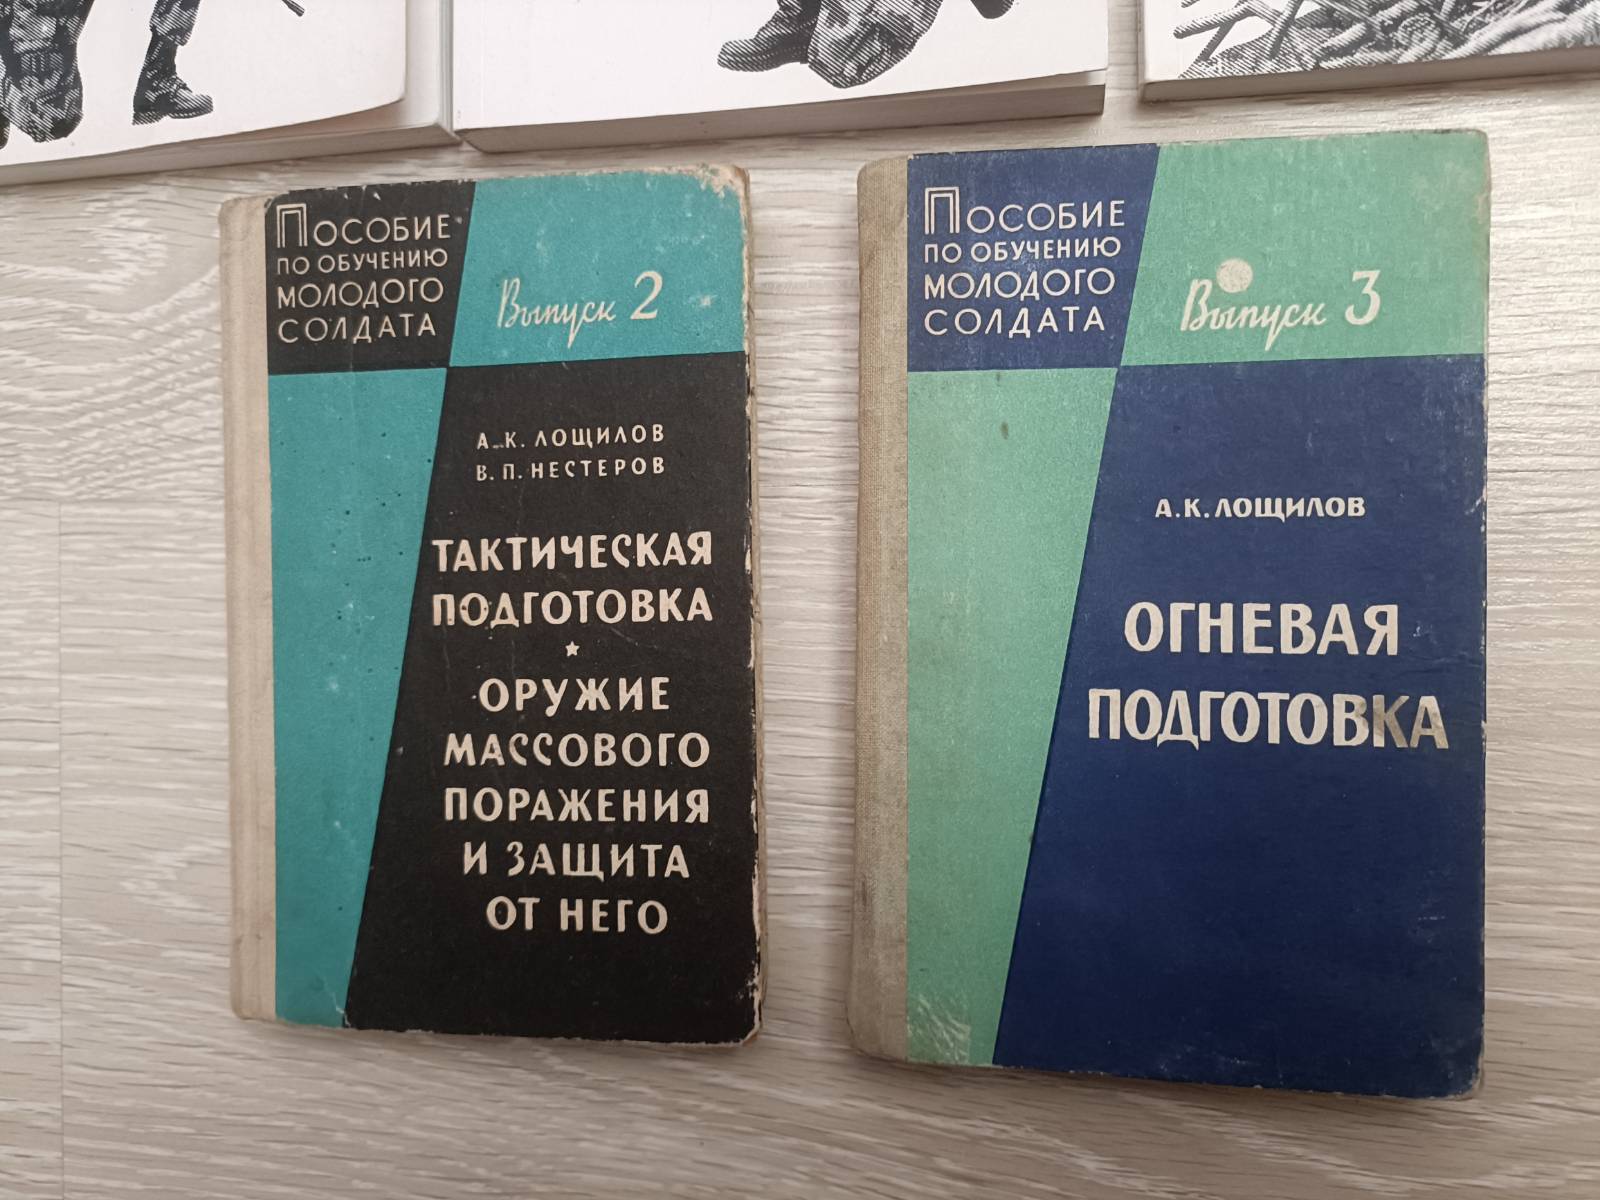 ПОСОБИЕ
ПО ОБУЧЕНИЮ
МОЛОДОГО
СОЛДАТА
Выпуск 2
А. К. ЛОЩИЛОВ
В. П. НЕСТЕРОВ
ТАКТИЧЕСКАЯ
ПОДГОТОВКА
ОРУЖИЕ
МАССОВОГО
ПОРАЖЕНИЯ
И ЗАЩИТА
ОТ НЕГО
ПОСОБИЕ
ПО ОБУЧЕНИЮ
МОЛОДОГО
СОЛДАТА
Выпуск 3
А. К. ЛОЩИЛОВ
ОГНЕВАЯ
ПОДГОТОВКА